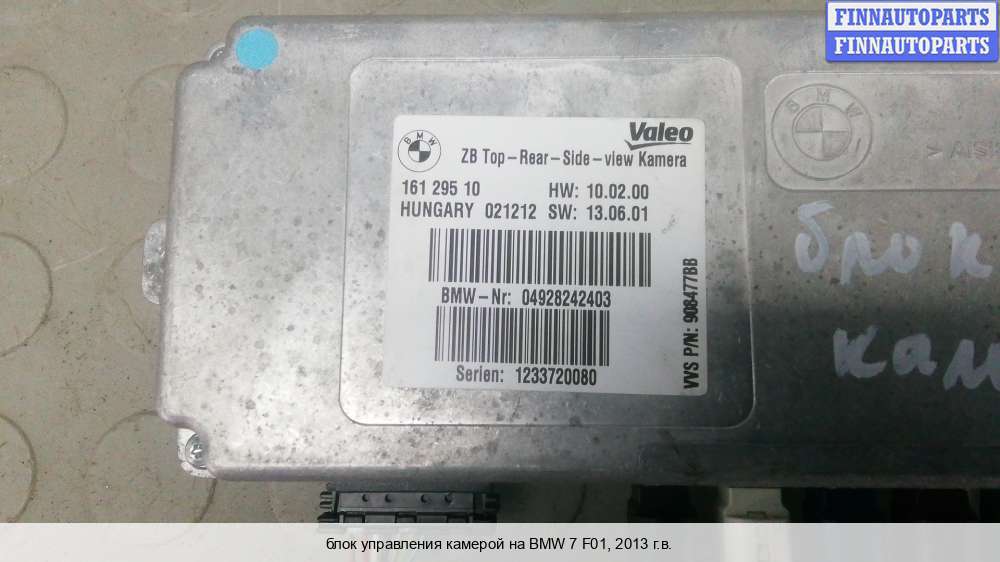 FINNAUTOPARTS
FINNAUTOPARTS
BMW
Valeo
ZB Top-Rear-Side-view Kamera
161 295 10 HW: 10.02.00
HUNGARY 021212 SW: 13.06.01
BMW-Nr: 04928242403
Serien: 1233720080
VVS P/N: 908477BB
BMW
блок
блок управления камерой на BMW 7 F01, 2013 г.в.